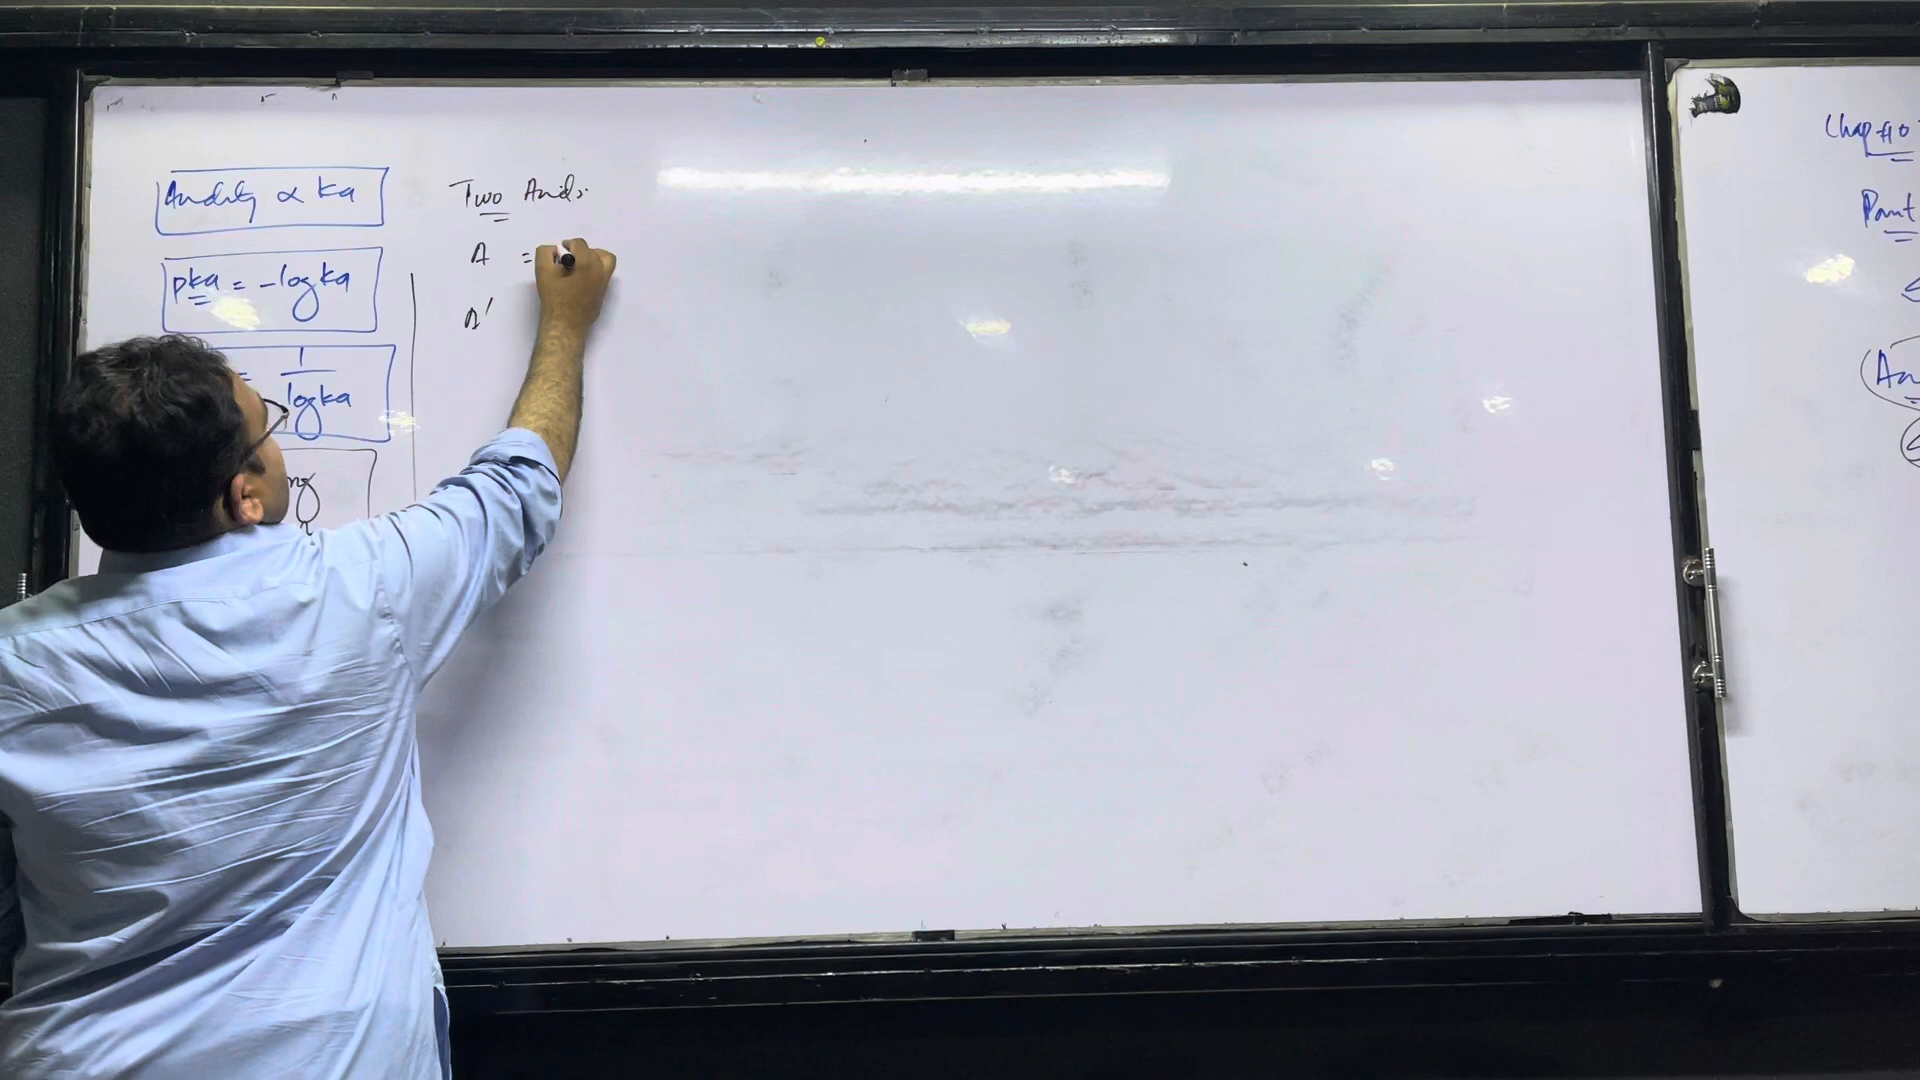 Acidity ∝ ka
pka = -log ka
= 1
log ka
Two Acids.
A =
A'
Chap #10
Part